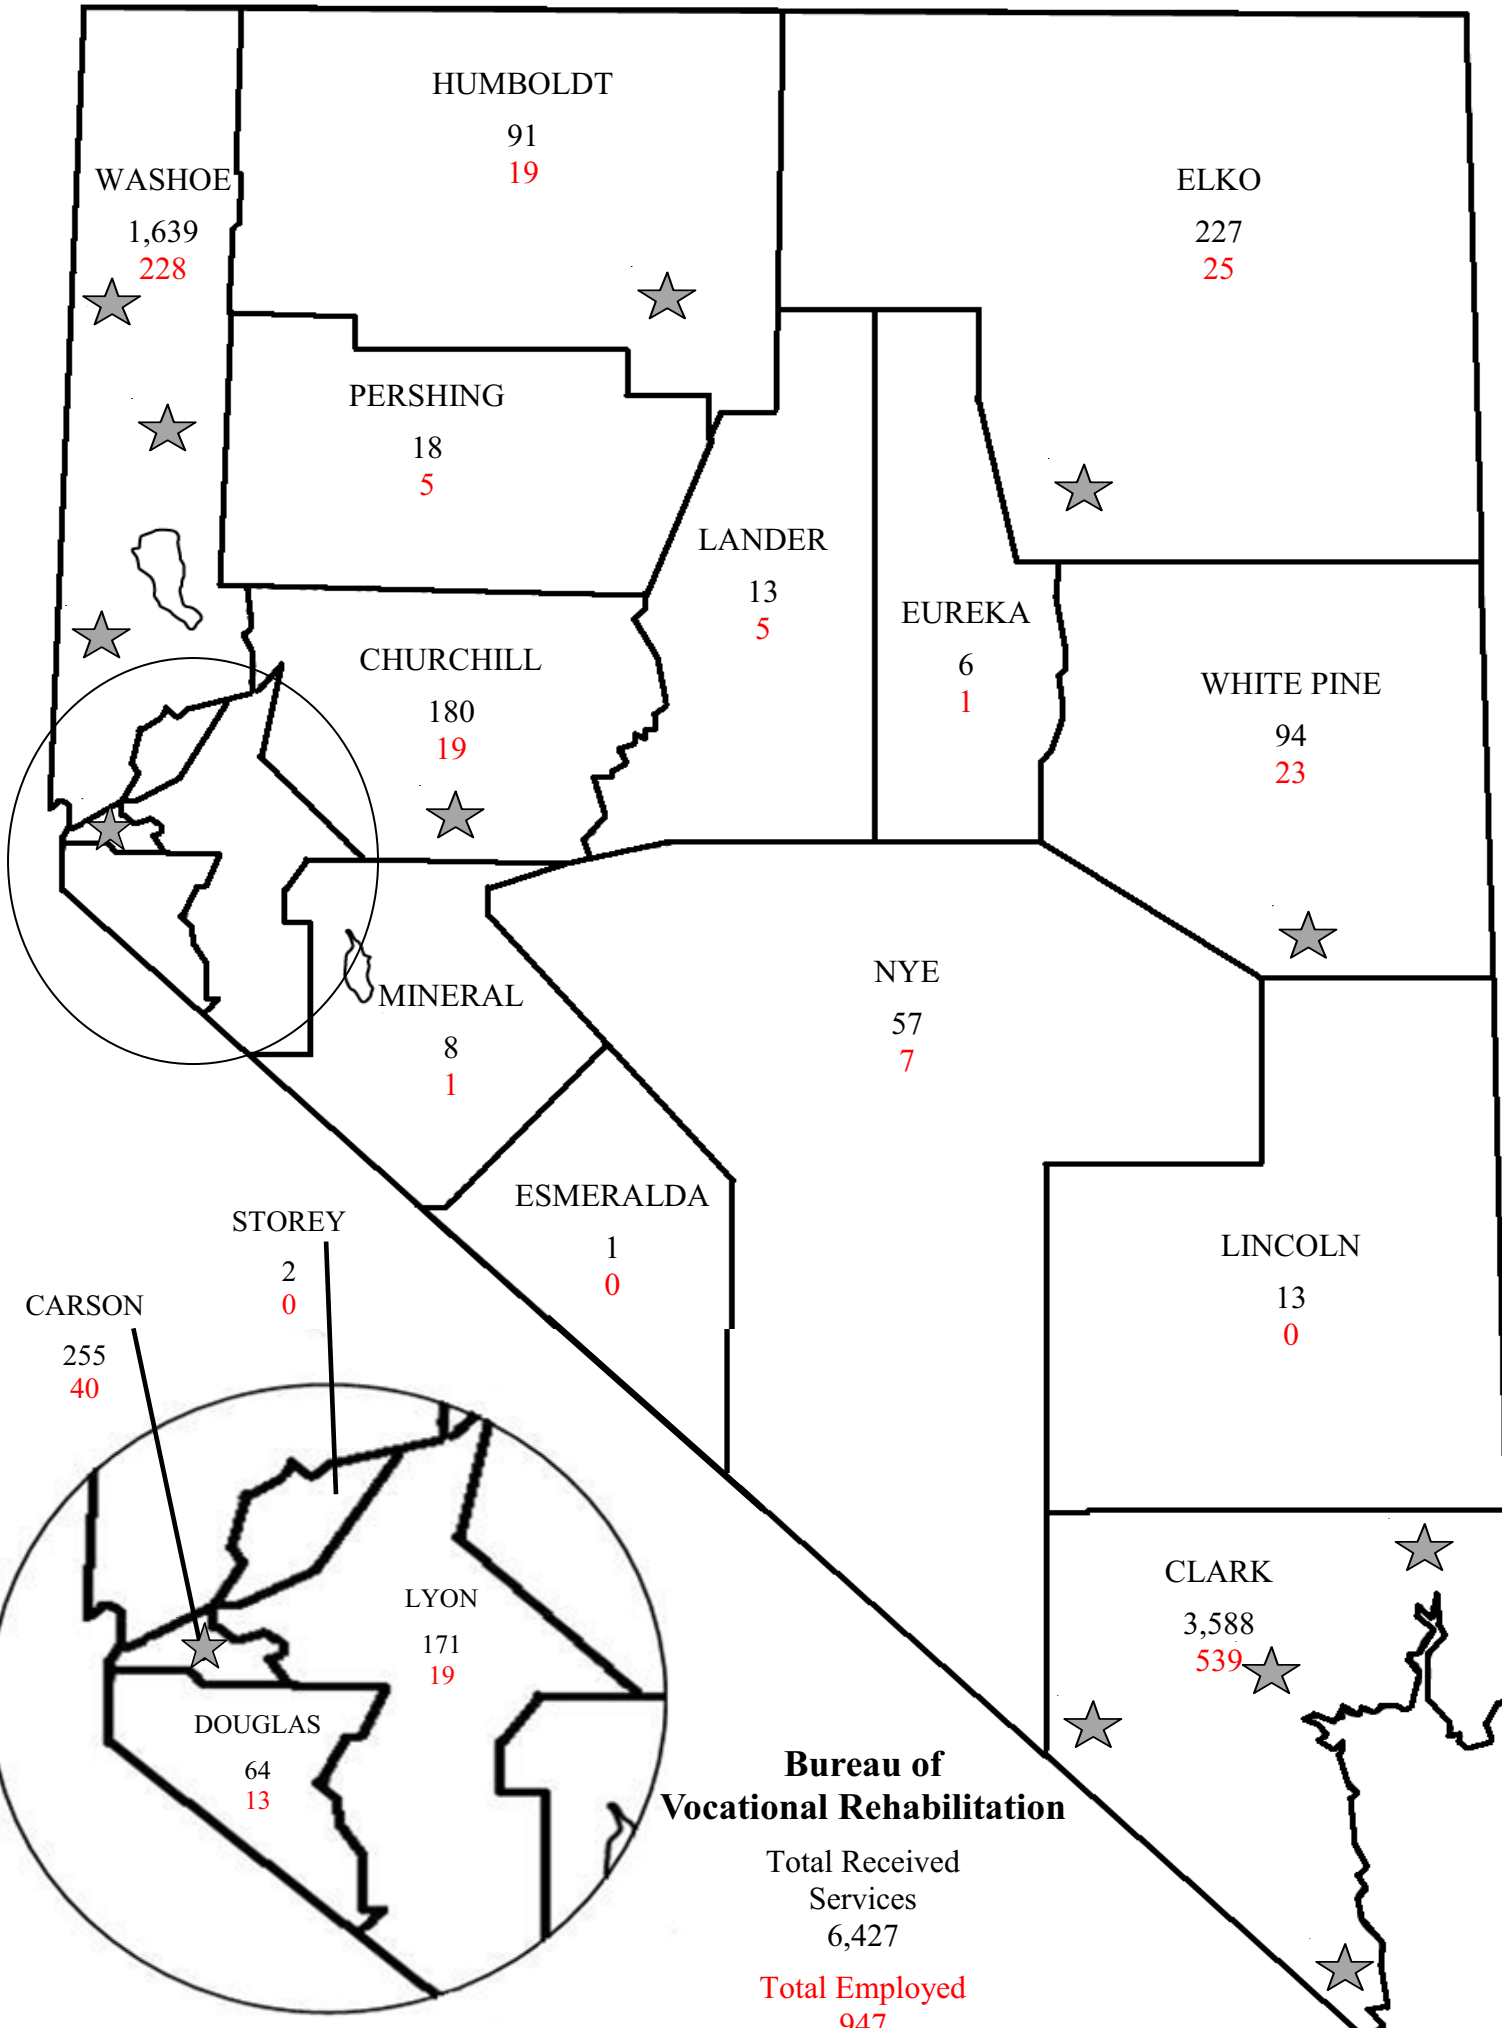 HUMBOLDT
91
19
WASHOE
1,639
228
ELKO
227
25
PERSHING
18
5
LANDER
13
5
EUREKA
6
1
CHURCHILL
180
19
WHITE PINE
94
23
NYE
57
7
MINERAL
8
1
ESMERALDA
1
0
STOREY
2
0
LINCOLN
13
0
CARSON
255
40
CLARK
3,588
539
LYON
171
19
DOUGLAS
64
13
Bureau of
Vocational Rehabilitation
Total Received
Services
6,427
Total Employed
947